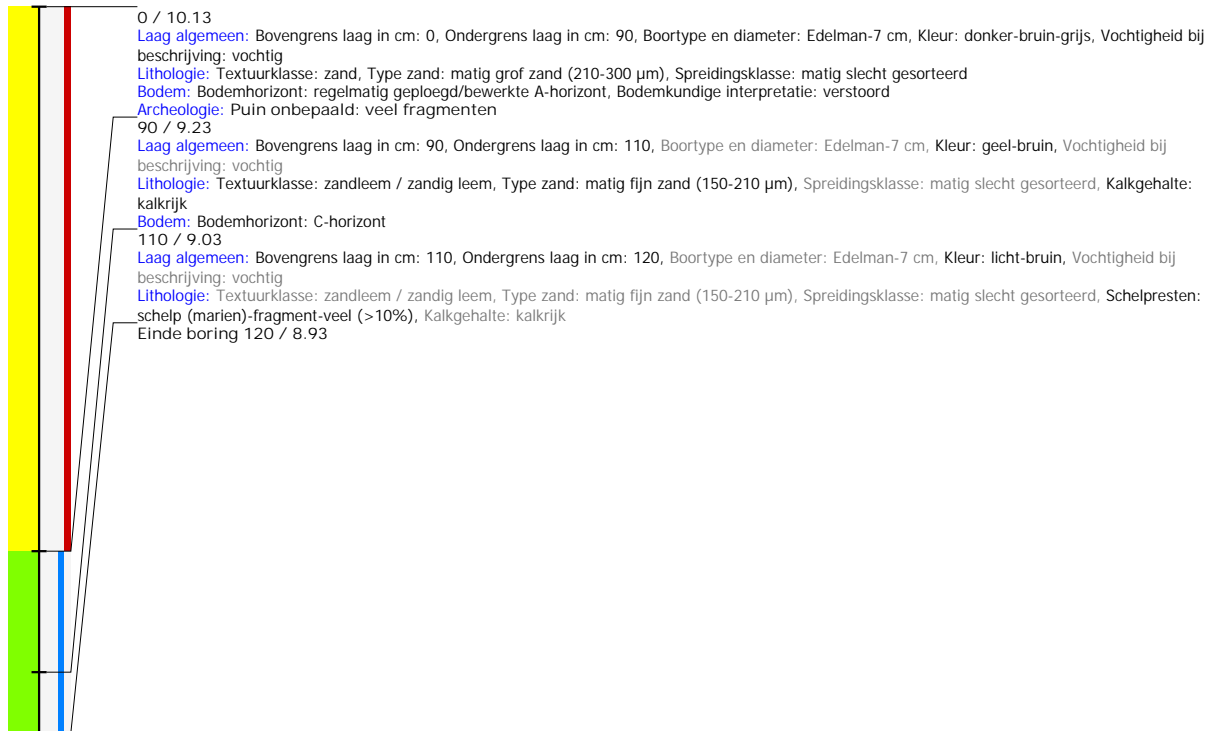 0 / 10.13
Laag algemeen: Bovengrens laag in cm: 0, Ondergrens laag in cm: 90, Boortype en diameter: Edelman-7 cm, Kleur: donker-bruin-grijs, Vochtigheid bij
beschrijving: vochtig
Lithologie: Textuurklasse: zand, Type zand: matig grof zand (210-300 µm), Spreidingsklasse: matig slecht gesorteerd
Bodem: Bodemhorizont: regelmatig geploegd/bewerkte A-horizont, Bodemkundige interpretatie: verstoord
Archeologie: Puin onbepaald: veel fragmenten
90 / 9.23
Laag algemeen: Bovengrens laag in cm: 90, Ondergrens laag in cm: 110, Boortype en diameter: Edelman-7 cm, Kleur: geel-bruin, Vochtigheid bij
beschrijving: vochtig
Lithologie: Textuurklasse: zandleem / zandig leem, Type zand: matig fijn zand (150-210 µm), Spreidingsklasse: matig slecht gesorteerd, Kalkgehalte:
kalkrijk
Bodem: Bodemhorizont: C-horizont
110 / 9.03
Laag algemeen: Bovengrens laag in cm: 110, Ondergrens laag in cm: 120, Boortype en diameter: Edelman-7 cm, Kleur: licht-bruin, Vochtigheid bij
beschrijving: vochtig
Lithologie: Textuurklasse: zandleem / zandig leem, Type zand: matig fijn zand (150-210 µm), Spreidingsklasse: matig slecht gesorteerd, Schelpresten:
schelp (marien)-fragment-veel (>10%), Kalkgehalte: kalkrijk
Einde boring 120 / 8.93